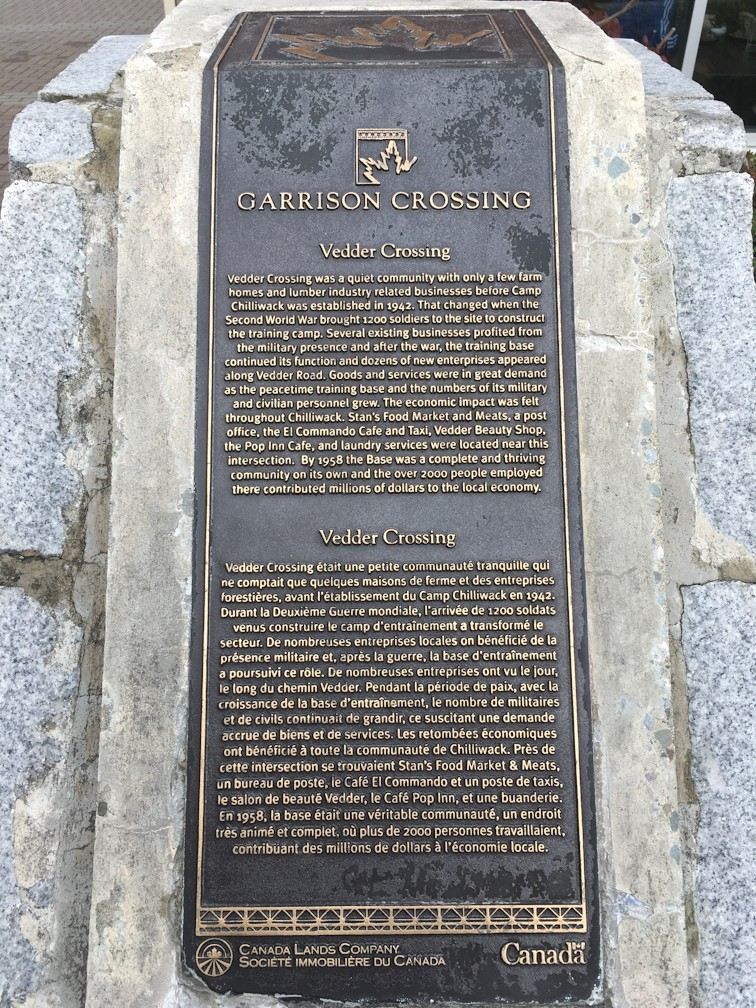 GARRISON CROSSING
Vedder Crossing
Vedder Crossing was a quiet community with only a few farm
homes and lumber industry related businesses before Camp
Chilliwack was established in 1942. That changed when the
Second World War brought 1200 soldiers to the site to construct
the training camp. Several existing businesses profited from
the military presence and after the war, the training base
continued its function and dozens of new enterprises appeared
along Vedder Road. Goods and services were in great demand
as the peacetime training base and the numbers of its military
and civilian personnel grew. The economic impact was felt
throughout Chilliwack. Stan's Food Market and Meats, a post
office, the El Commando Cafe and Taxi, Vedder Beauty Shop,
the Pop Inn Cafe, and laundry services were located near this
intersection. By 1958 the Base was a complete and thriving
community on its own and the over 2000 people employed
there contributed millions of dollars to the local economy.
Vedder Crossing
Vedder Crossing était une petite communauté tranquille qui
ne comptait que quelques maisons de ferme et des entreprises
forestières, avant l'établissement du Camp Chilliwack en 1942.
Durant la Deuxième Guerre mondiale, l'arrivée de 1200 soldats
venus construire le camp d'entraînement a transformé le
secteur. De nombreuses entreprises locales on bénéficié de la
présence militaire et, après la guerre, la base d'entraînement
a poursuivi ce rôle. De nombreuses entreprises ont vu le jour,
le long du chemin Vedder. Pendant la période de paix, avec la
croissance de la base d'entraînement, le nombre de militaires
et de civils continuait de grandir, ce suscitant une demande
accrue de biens et de services. Les retombées économiques
ont bénéficié à toute la communauté de Chilliwack. Près de
cette intersection se trouvaient Stan's Food Market & Meats,
un bureau de poste, le Café El Commando et un poste de taxis,
le salon de beauté Vedder, le Café Pop Inn, et une buanderie.
En 1958, la base était une véritable communauté, un endroit
très animé et complet, où plus de 2000 personnes travaillaient,
contribuant des millions de dollars à l'économie locale.
CANADA LANDS COMPANY
SOCIÉTÉ IMMOBILIÈRE DU CANADA
Canada